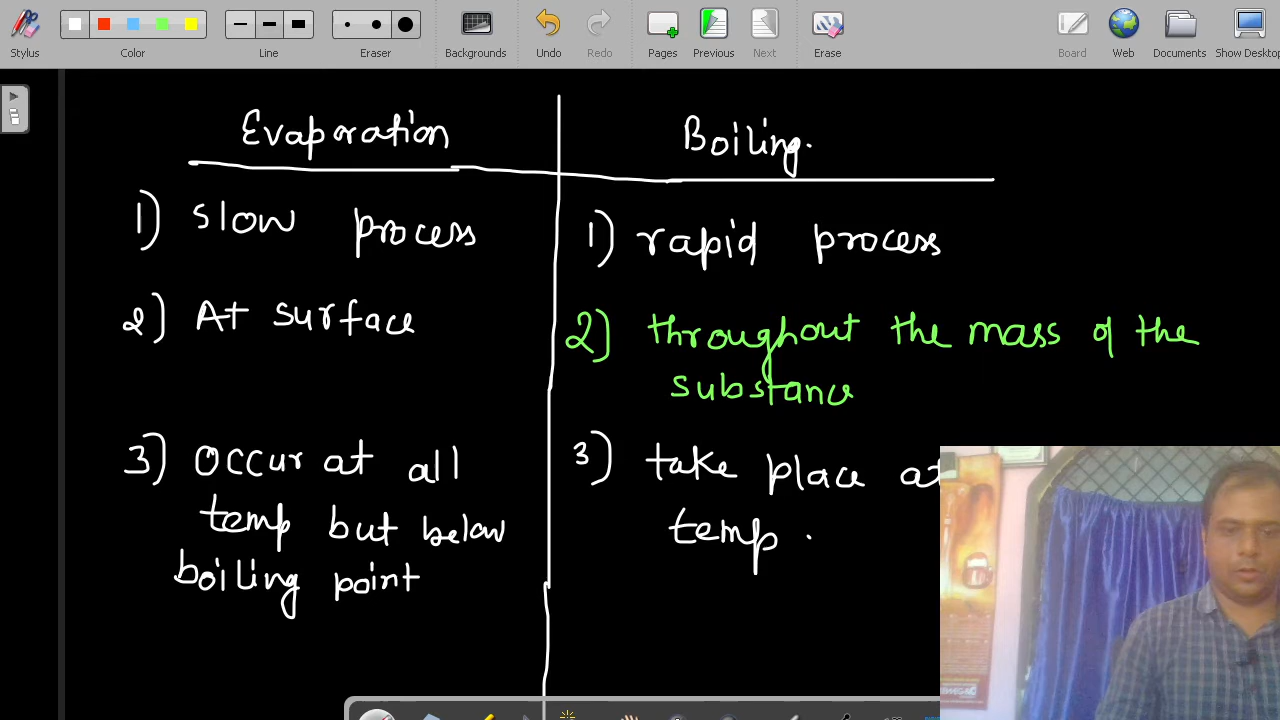 Stylus Color Line Eraser Backgrounds Undo Redo Pages Previous Next Erase Board Web Documents Show Desktop
Evaporation
Boiling.
1) slow process
1) rapid process
2) At surface
2) throughout the mass of the
substance
3) Occur at all
temp but below
boiling point
3) take place at
temp .